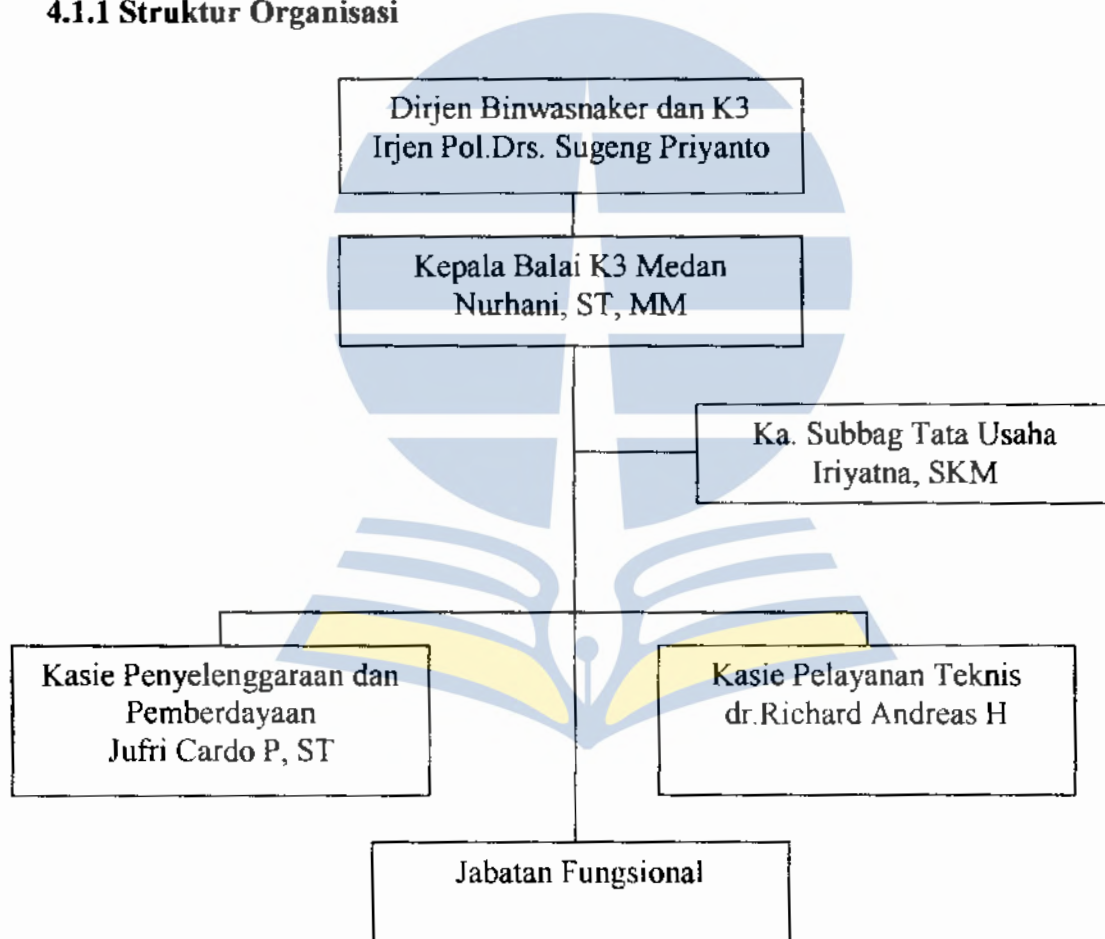 4.1.1 Struktur Organisasi
Dirjen Binwasnaker dan K3
Irjen Pol.Drs. Sugeng Priyanto
Kepala Balai K3 Medan
Nurhani, ST, MM
Ka. Subbag Tata Usaha
Iriyatna, SKM
Kasie Penyelenggaraan dan
Pemberdayaan
Jufri Cardo P, ST
Kasie Pelayanan Teknis
dr.Richard Andreas H
Jabatan Fungsional